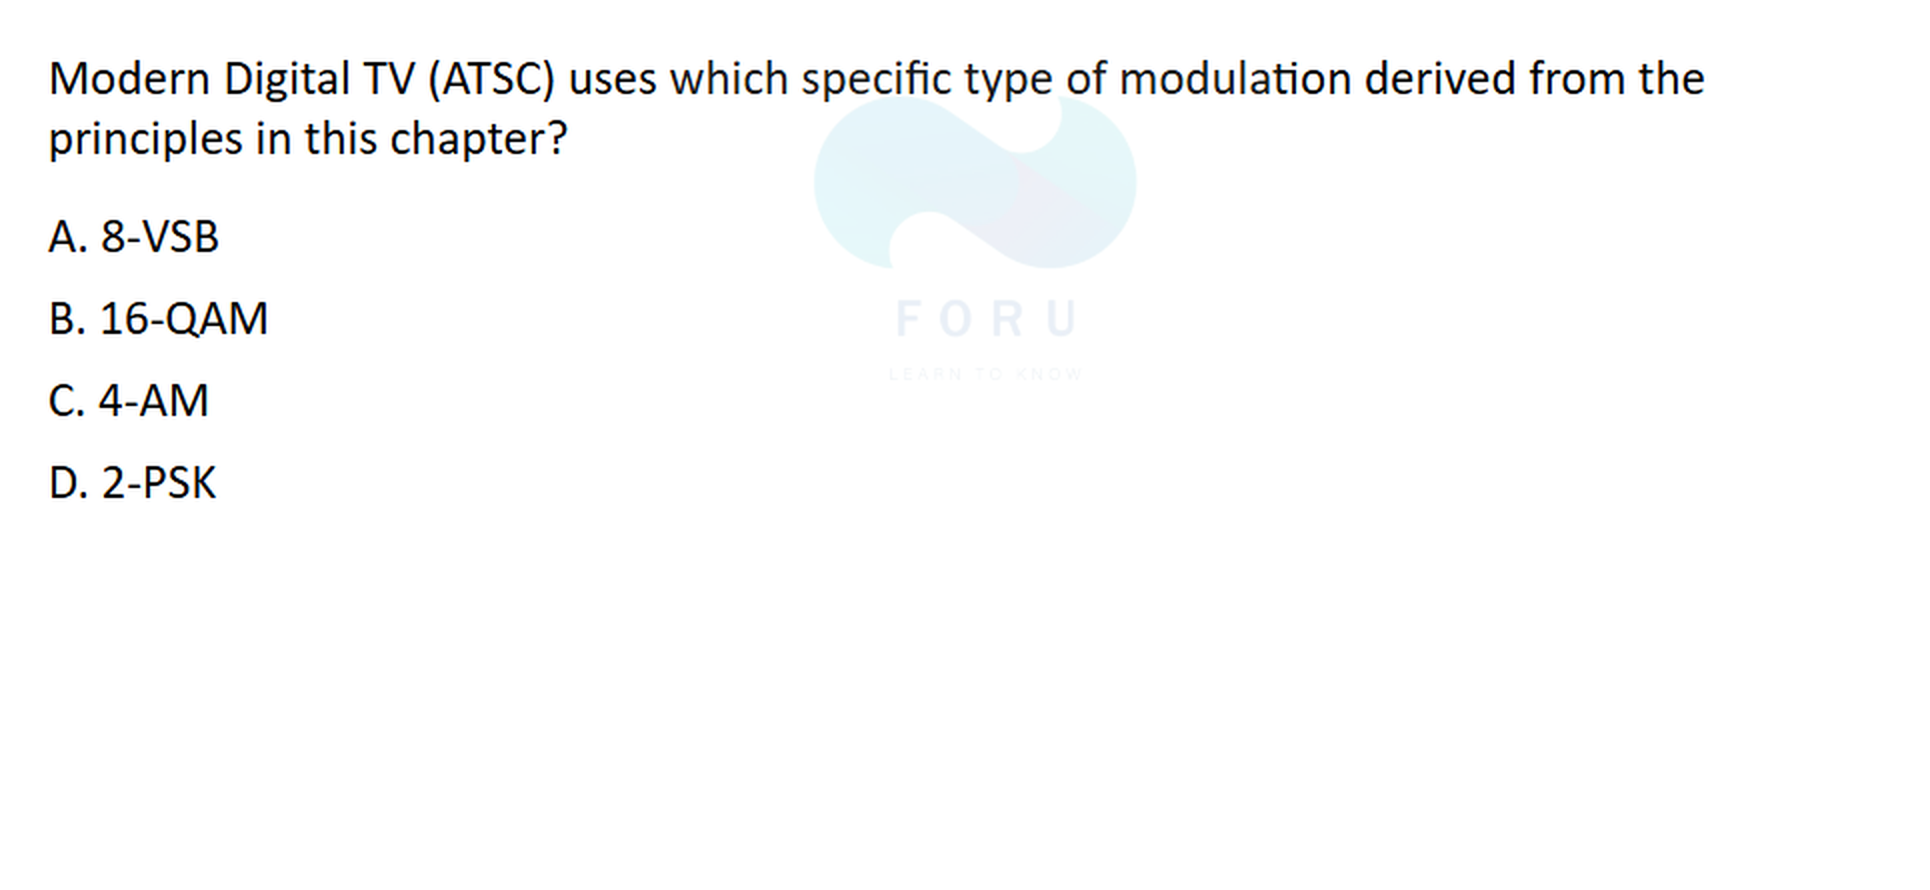 Modern Digital TV (ATSC) uses which specific type of modulation derived from the
principles in this chapter?
A. 8-VSB
B. 16-QAM
C. 4-AM
D. 2-PSK
FORU
LEARN TO KNOW